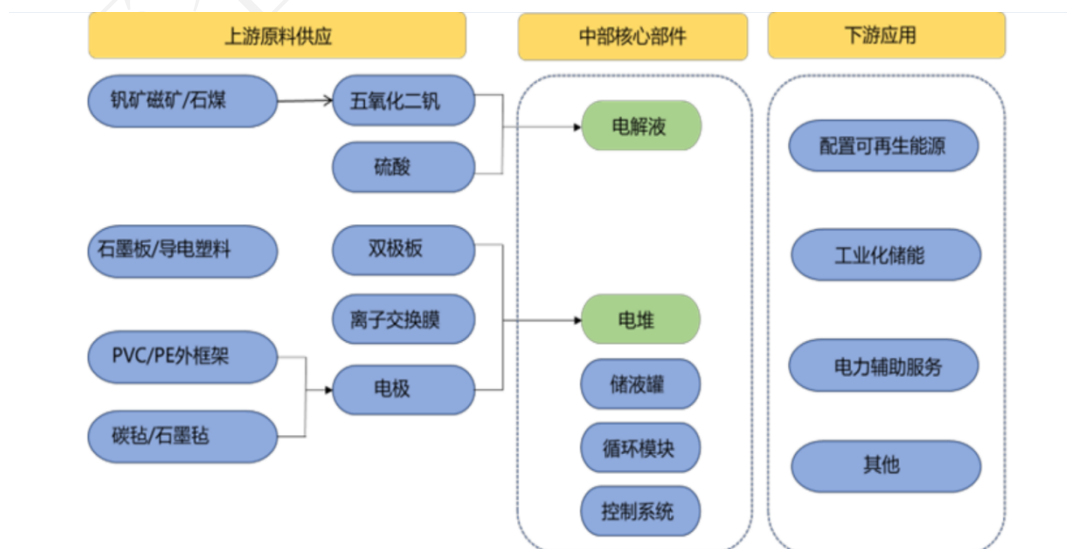 上游原料供应
中部核心部件
下游应用
钒矿磁矿/石煤
五氧化二钒
硫酸
石墨板/导电塑料
双极板
离子交换膜
PVC/PE外框架
电极
碳毡/石墨毡
电解液
电堆
储液罐
循环模块
控制系统
配置可再生能源
工业化储能
电力辅助服务
其他